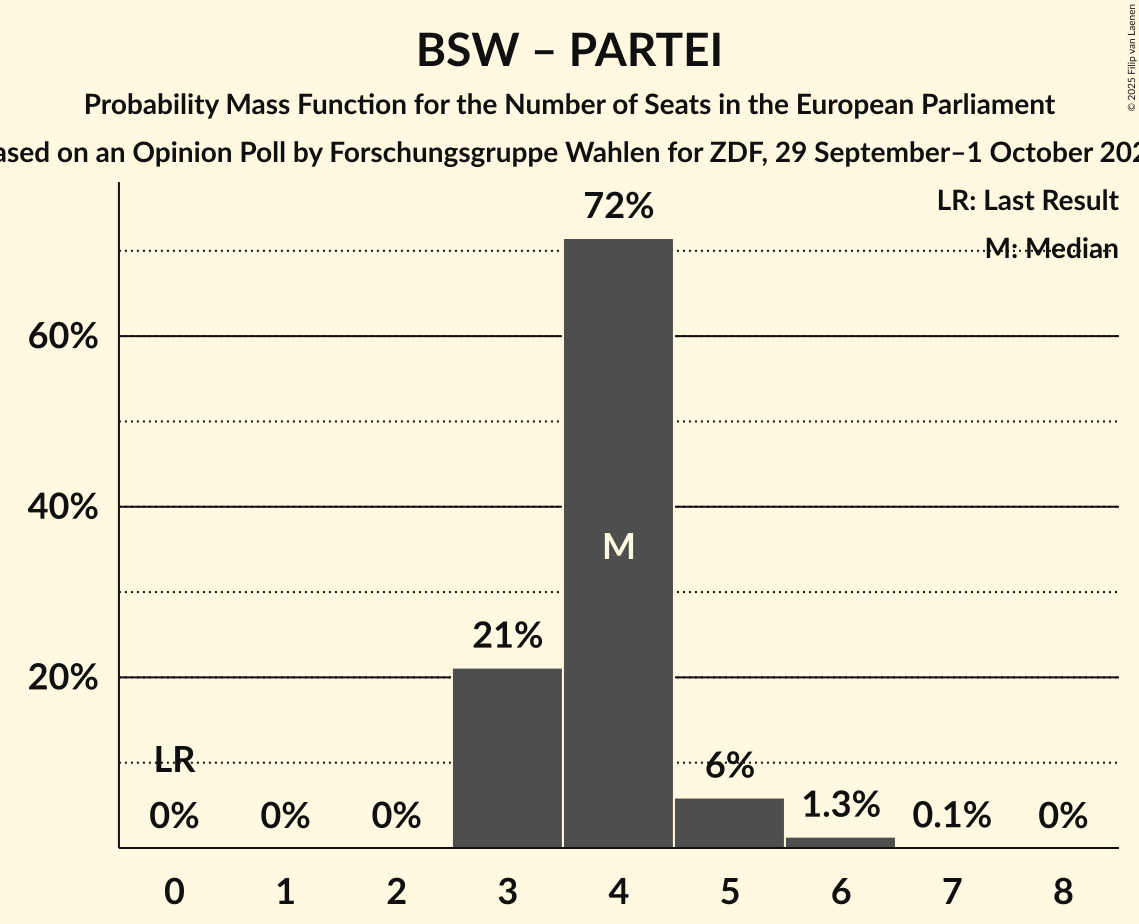 BSW – PARTEI
Probability Mass Function for the Number of Seats in the European Parliament
ased on an Opinion Poll by Forschungsgruppe Wahlen for ZDF, 29 September–1 October 202
© 2025 Filip van Laenen
LR: Last Result
M: Median
72%
60%
40%
M
21%
20%
LR
6%
1.3%
0% 0% 0% 0.1% 0%
0 1 2 3 4 5 6 7 8